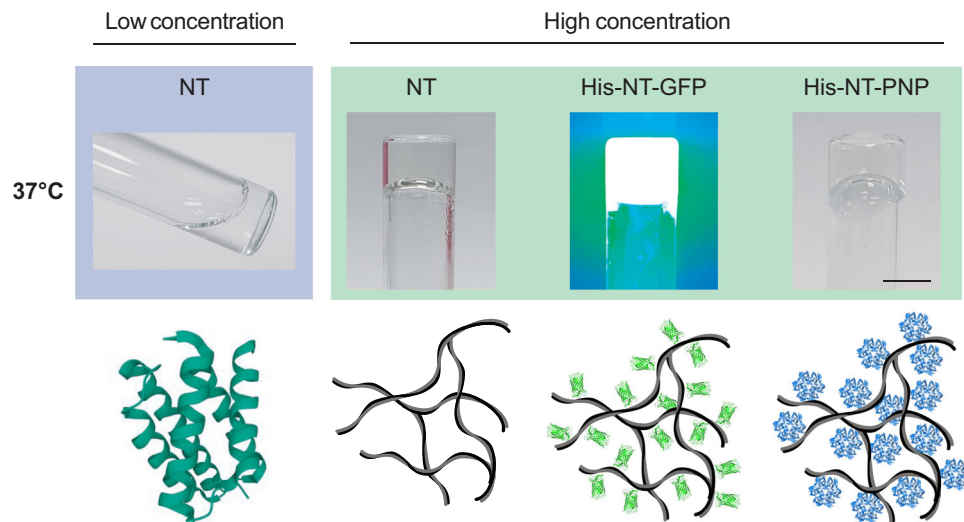 Low concentration
High concentration
NT
NT
His-NT-GFP
His-NT-PNP
37°C